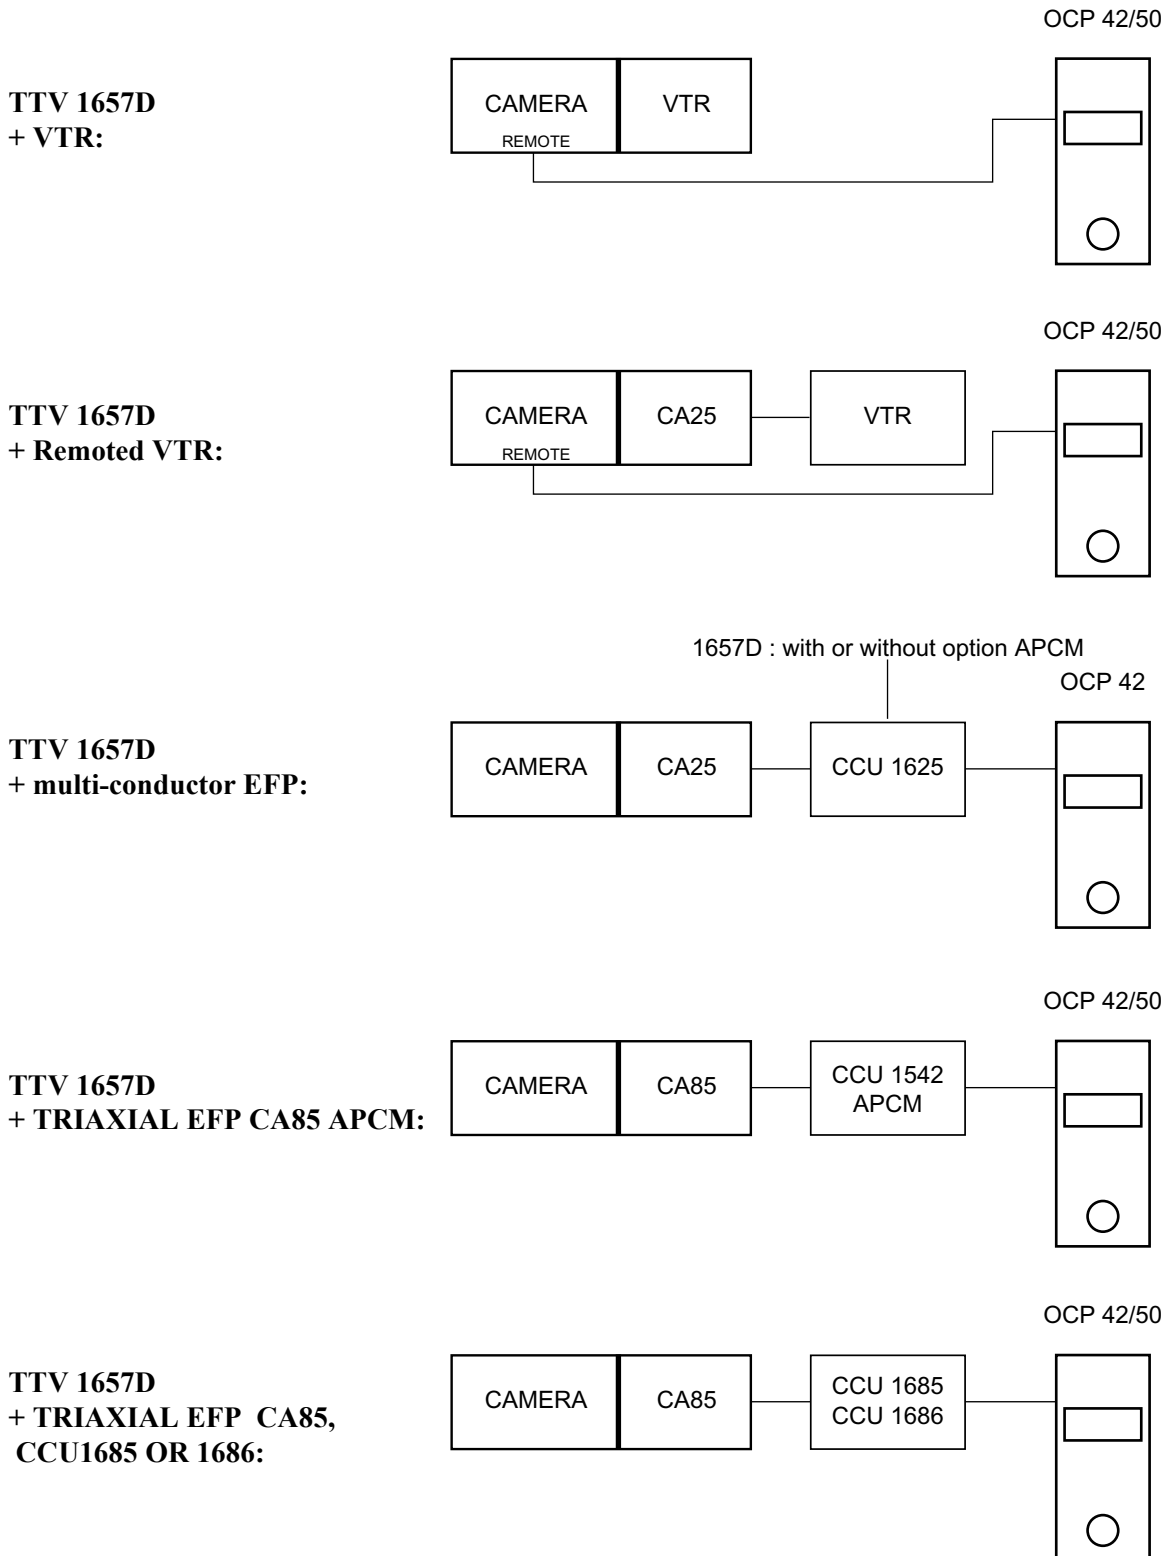 OCP 42/50
TTV 1657D
+ VTR:
CAMERA
VTR
REMOTE
OCP 42/50
TTV 1657D
+ Remoted VTR:
CAMERA
CA25
VTR
REMOTE
1657D : with or without option APCM
OCP 42
TTV 1657D
+ multi-conductor EFP:
CAMERA
CA25
CCU 1625
OCP 42/50
TTV 1657D
+ TRIAXIAL EFP CA85 APCM:
CAMERA
CA85
CCU 1542
APCM
OCP 42/50
TTV 1657D
+ TRIAXIAL EFP CA85,
CCU1685 OR 1686:
CAMERA
CA85
CCU 1685
CCU 1686